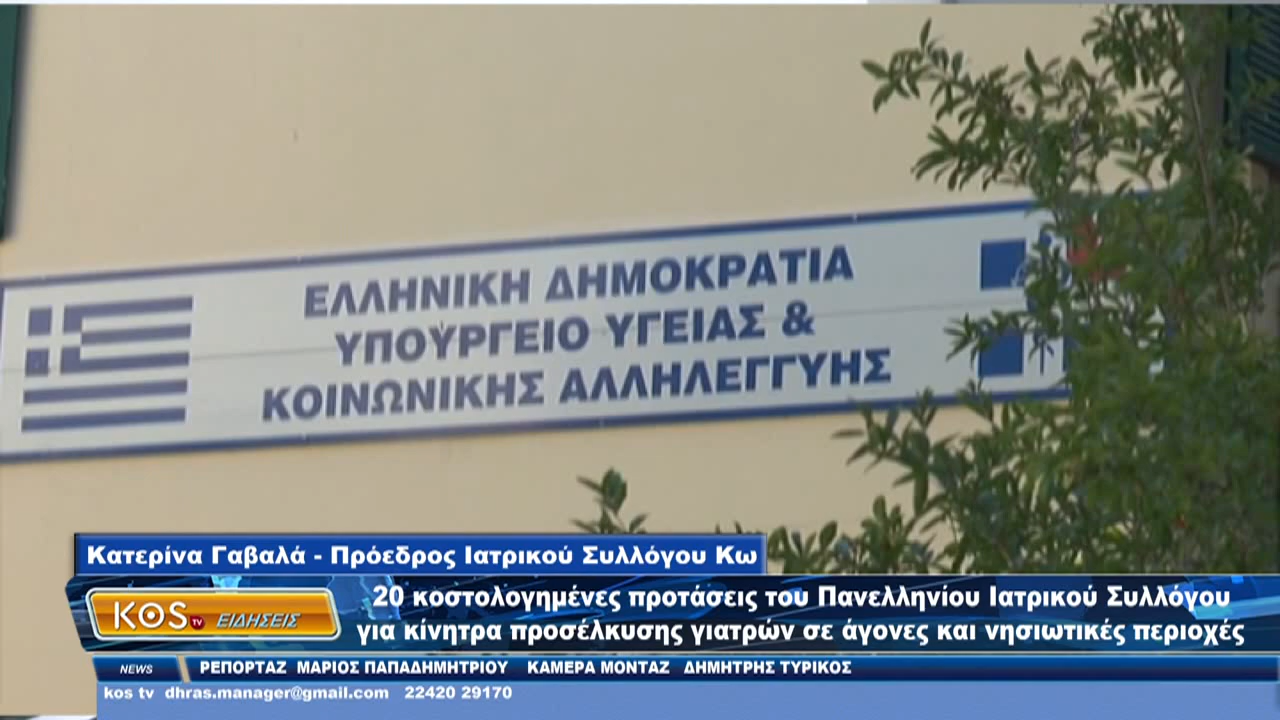 ΕΛΛΗΝΙΚΗ ΔΗΜΟΚΡΑΤΙΑ
ΥΠΟΥΡΓΕΙΟ ΥΓΕΙΑΣ &
ΚΟΙΝΩΝΙΚΗΣ ΑΛΛΗΛΕΓΓΥΗΣ
Κατερίνα Γαβαλά - Πρόεδρος Ιατρικού Συλλόγου Κω
KOS TV ΕΙΔΗΣΕΙΣ
20 κοστολογημένες προτάσεις του Πανελληνίου Ιατρικού Συλλόγου
για κίνητρα προσέλκυσης γιατρών σε άγονες και νησιωτικές περιοχές
NEWS ΡΕΠΟΡΤΑΖ ΜΑΡΙΟΣ ΠΑΠΑΔΗΜΗΤΡΙΟΥ ΚΑΜΕΡΑ ΜΟΝΤΑΖ ΔΗΜΗΤΡΗΣ ΤΥΡΙΚΟΣ
kos tv dhras.manager@gmail.com 22420 29170